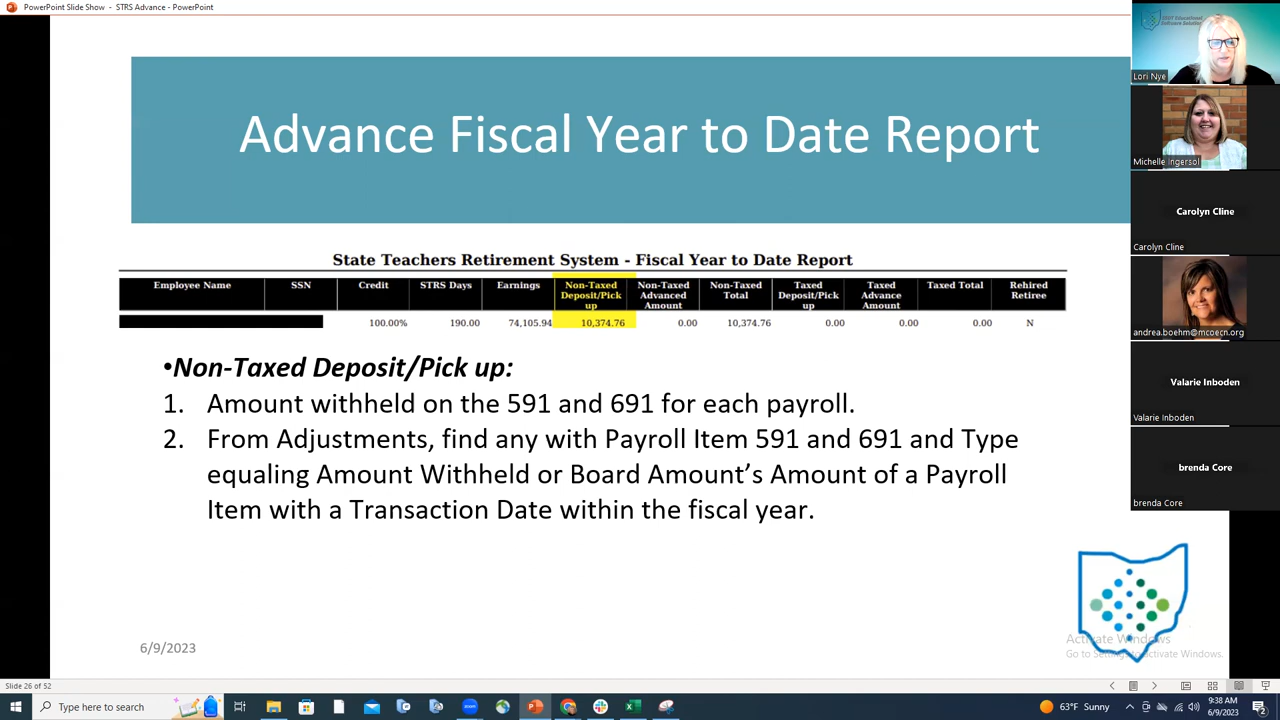 PowerPoint Slide Show - STRS Advance - PowerPoint
Advance Fiscal Year to Date Report
State Teachers Retirement System - Fiscal Year to Date Report
Employee Name SSN Credit STRS Days Earnings Non-Taxed Deposit/Pick up Non-Taxed Advanced Amount Non-Taxed Total Taxed Deposit/Pick up Taxed Advance Amount Taxed Total Rehired Retiree
100.00% 190.00 74,105.94 10,374.76 0.00 10,374.76 0.00 0.00 0.00 N
•Non-Taxed Deposit/Pick up:
1. Amount withheld on the 591 and 691 for each payroll.
2. From Adjustments, find any with Payroll Item 591 and 691 and Type
equaling Amount Withheld or Board Amount's Amount of a Payroll
Item with a Transaction Date within the fiscal year.
6/9/2023
Activate Windows
Go to Settings to activate Windows.
Lori Nye
Michelle Ingersol
Carolyn Cline
Carolyn Cline
andrea.boehm@mcoecn.org
Valarie Inboden
Valarie Inboden
brenda Core
brenda Core
Slide 26 of 52
Type here to search
zoom
63°F Sunny
9:38 AM
6/9/2023